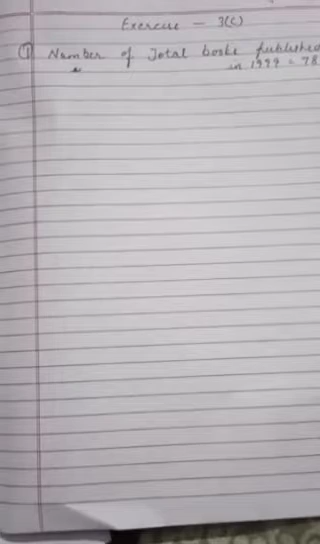 Exercise - 3(C)
① Number of Total books published
in 1999 = 78